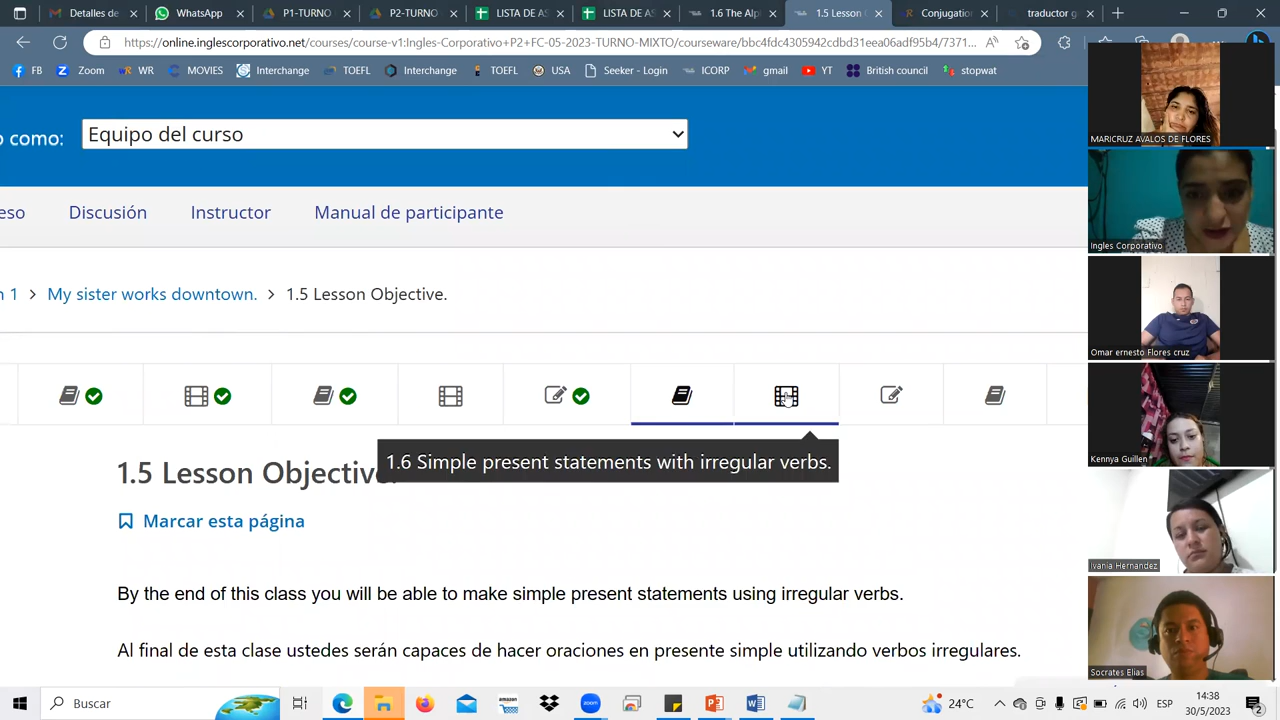 Detalles de
WhatsApp
P1-TURNO
P2-TURNO
LISTA DE AS
LISTA DE AS
1.6 The Alp
1.5 Lesson
Conjugation
traductor g
https://online.inglescorporativo.net/courses/course-v1:Ingles-Corporativo+P2+FC-05-2023-TURNO-MIXTO/courseware/bbc4fdc4305942cdbd31eea06adf95b4/7371...
FB
Zoom
WR
MOVIES
Interchange
TOEFL
Interchange
TOEFL
USA
Seeker - Login
ICORP
gmail
YT
British council
stopwat
o como:
Equipo del curso
eso
Discusión
Instructor
Manual de participante
n 1 > My sister works downtown. > 1.5 Lesson Objective.
1.6 Simple present statements with irregular verbs.
1.5 Lesson Objective
Marcar esta página
By the end of this class you will be able to make simple present statements using irregular verbs.
Al final de esta clase ustedes serán capaces de hacer oraciones en presente simple utilizando verbos irregulares.
MARICRUZ AVALOS DE FLORES
Ingles Corporativo
Omar ernesto Flores cruz
Kennya Guillen
Ivania Hernandez
Socrates Elias
Buscar
24°C
ESP
14:38
30/5/2023
2